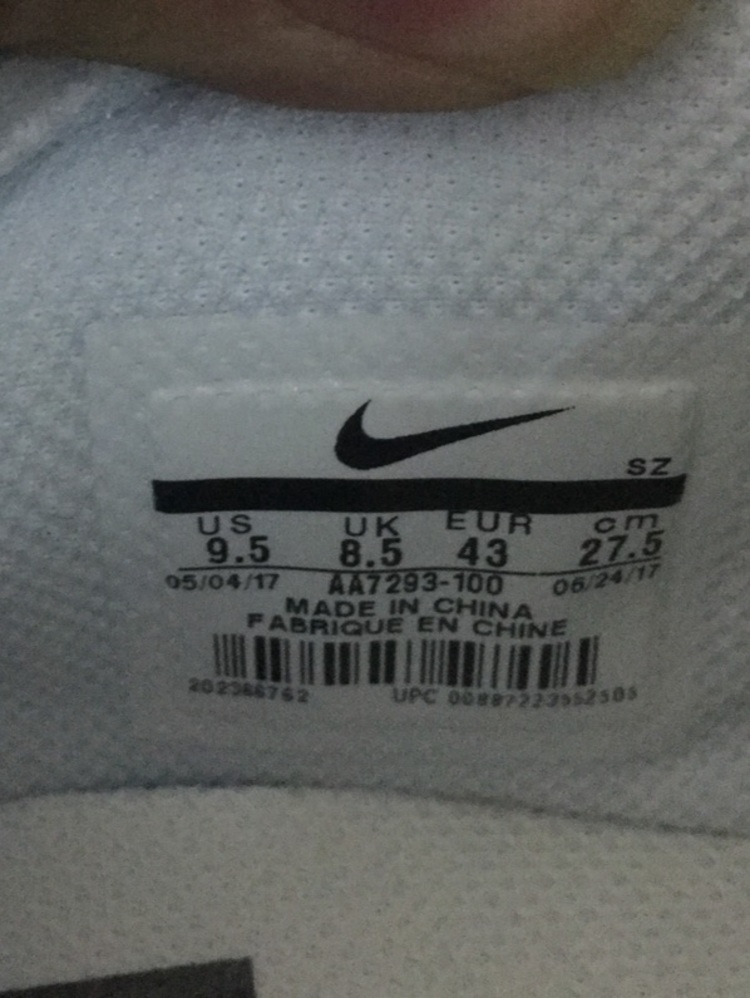 SZ
US UK EUR cm
9.5 8.5 43 27.5
05/04/17 AA7293-100 06/24/17
MADE IN CHINA
FABRIQUE EN CHINE
UPC